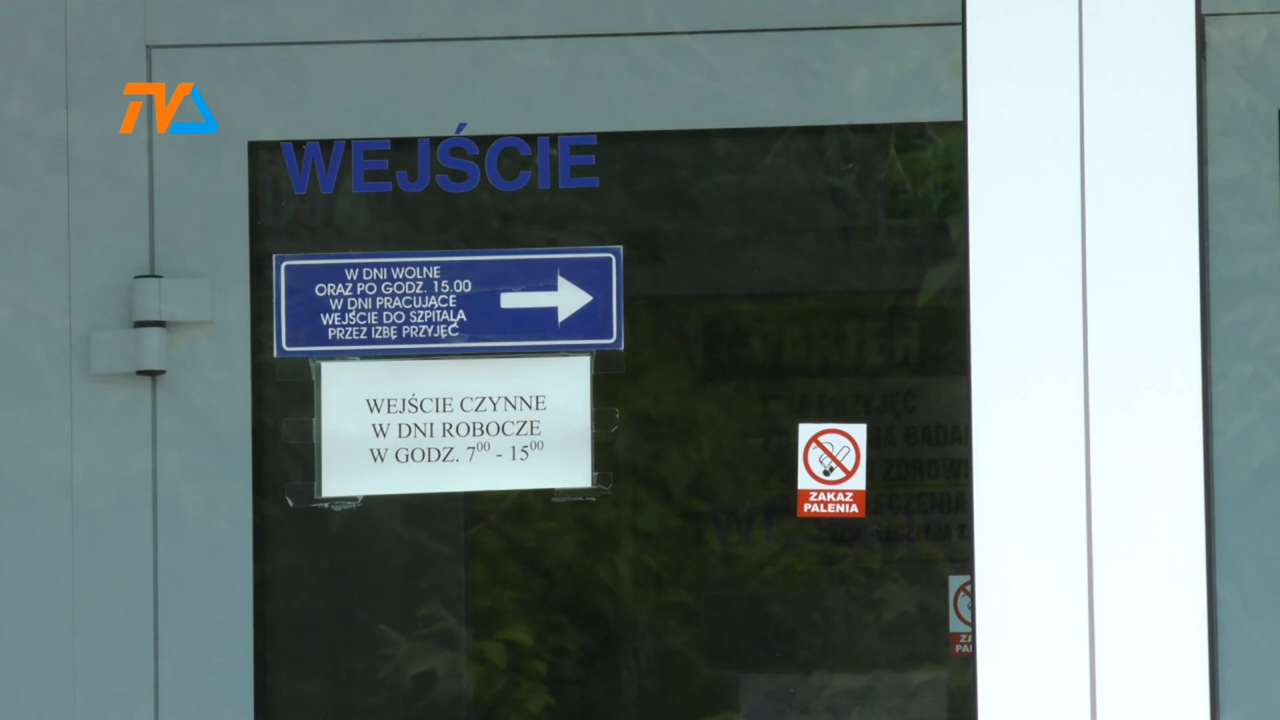 TVA
WEJŚCIE
W DNI WOLNE
ORAZ PO GODZ. 15.00
W DNI PRACUJĄCE
WEJŚCIE DO SZPITALA
PRZEZ IZBĘ PRZYJĘĆ
WEJŚCIE CZYNNE
W DNI ROBOCZE
W GODZ. 7⁰⁰ - 15⁰⁰
ZAKAZ
PALENIA